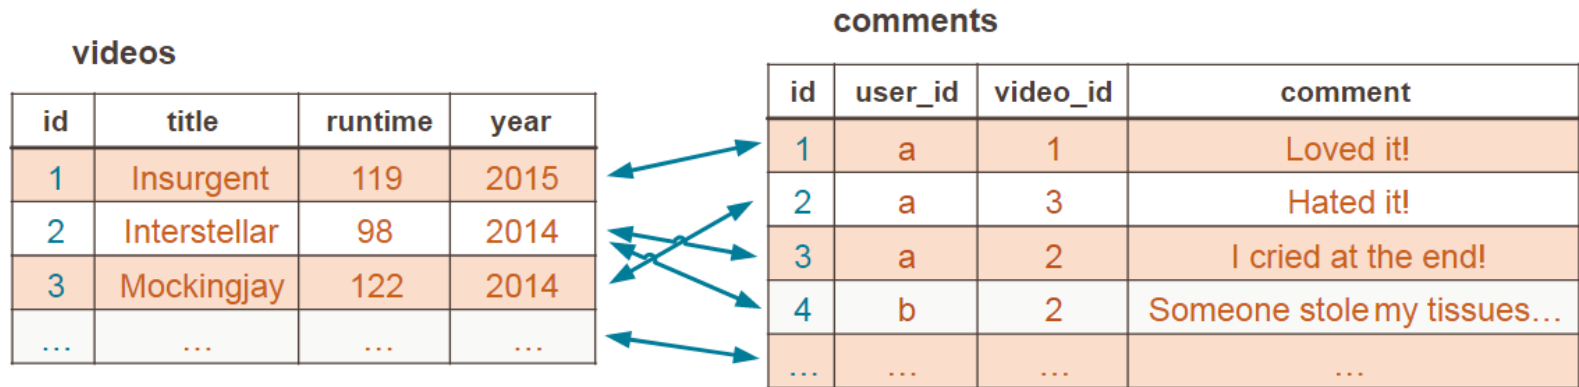 videos
id title runtime year
1 Insurgent 119 2015
2 Interstellar 98 2014
3 Mockingjay 122 2014
... ... ... ...
comments
id user_id video_id comment
1 a 1 Loved it!
2 a 3 Hated it!
3 a 2 I cried at the end!
4 b 2 Someone stole my tissues...
... ... ... ...